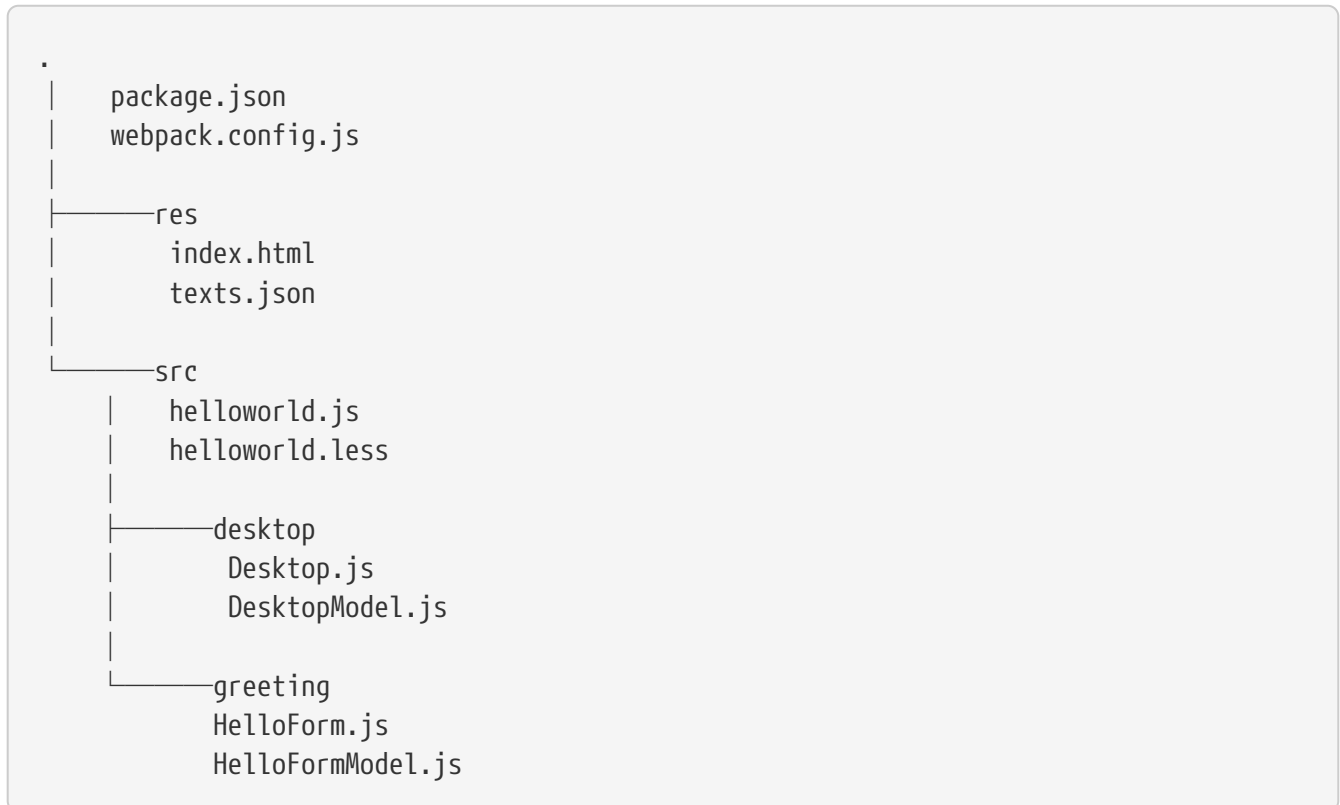 .
│    package.json
│    webpack.config.js
│
├───────res
│        index.html
│        texts.json
│
└───────src
    │    helloworld.js
    │    helloworld.less
    │
    ├───────desktop
    │        Desktop.js
    │        DesktopModel.js
    │
    └───────greeting
            HelloForm.js
            HelloFormModel.js